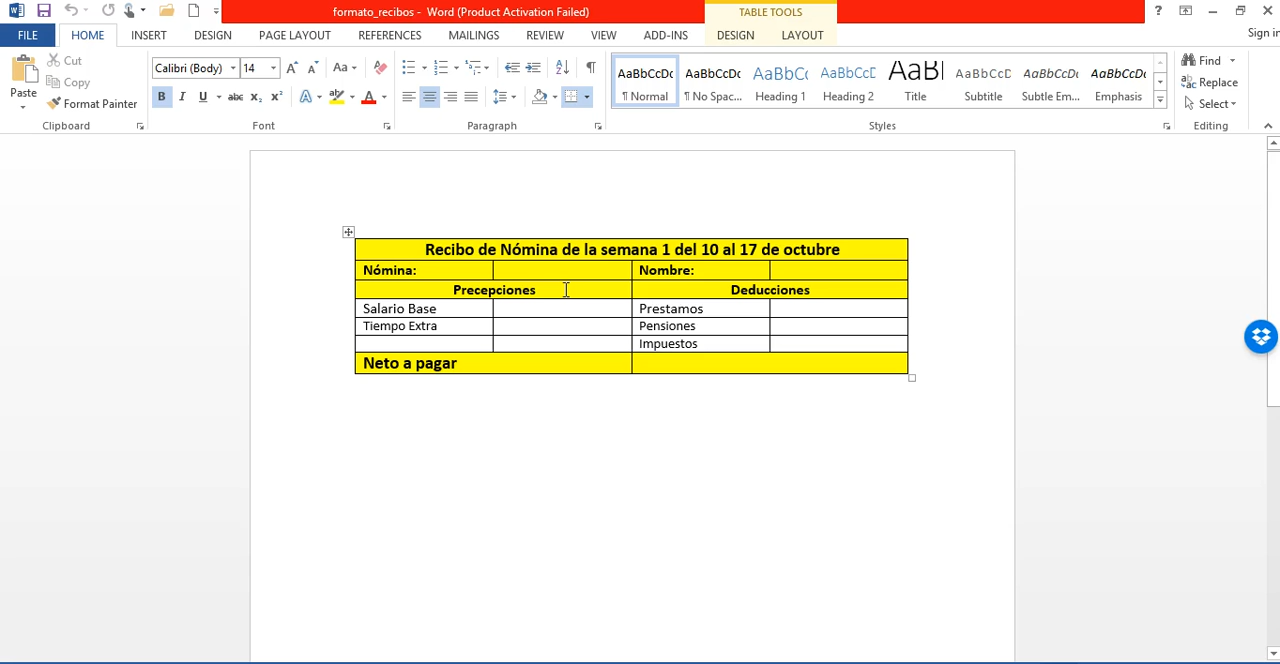 formato_recibos - Word (Product Activation Failed)
TABLE TOOLS
?
FILE HOME INSERT DESIGN PAGE LAYOUT REFERENCES MAILINGS REVIEW VIEW ADD-INS DESIGN LAYOUT Sign in
Paste
Cut
Copy
Format Painter
Clipboard
Calibri (Body) 14
Font
Paragraph
AaBbCcDc AaBbCcDc AaBbCc AaBbCcD AaBl AaBbCcD AaBbCcDc AaBbCcDc
¶ Normal ¶ No Spac... Heading 1 Heading 2 Title Subtitle Subtle Em... Emphasis
Styles
Find
Replace
Select
Editing
Recibo de Nómina de la semana 1 del 10 al 17 de octubre
Nómina: Nombre:
Precepciones Deducciones
Salario Base Prestamos
Tiempo Extra Pensiones
Impuestos
Neto a pagar